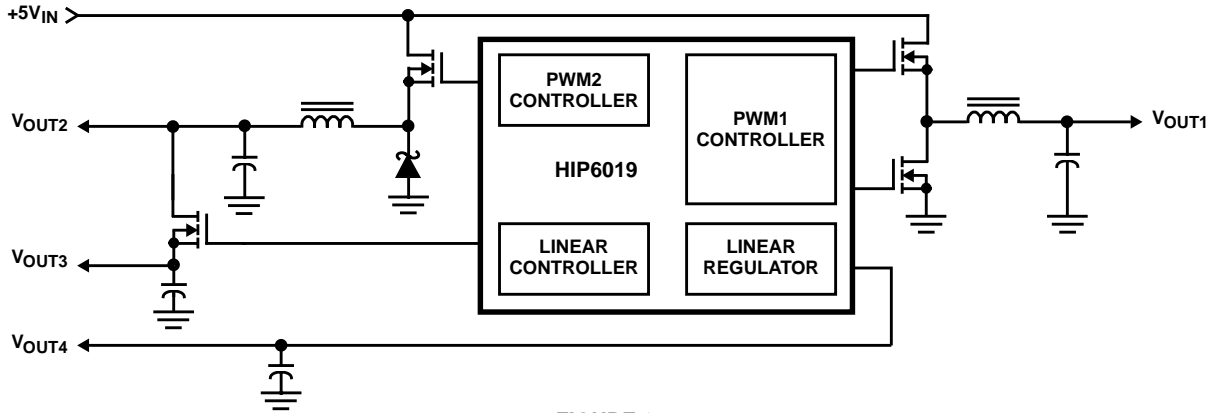 +5VIN
PWM2
CONTROLLER
PWM1
CONTROLLER
VOUT2
VOUT1
HIP6019
VOUT3
LINEAR
CONTROLLER
LINEAR
REGULATOR
VOUT4